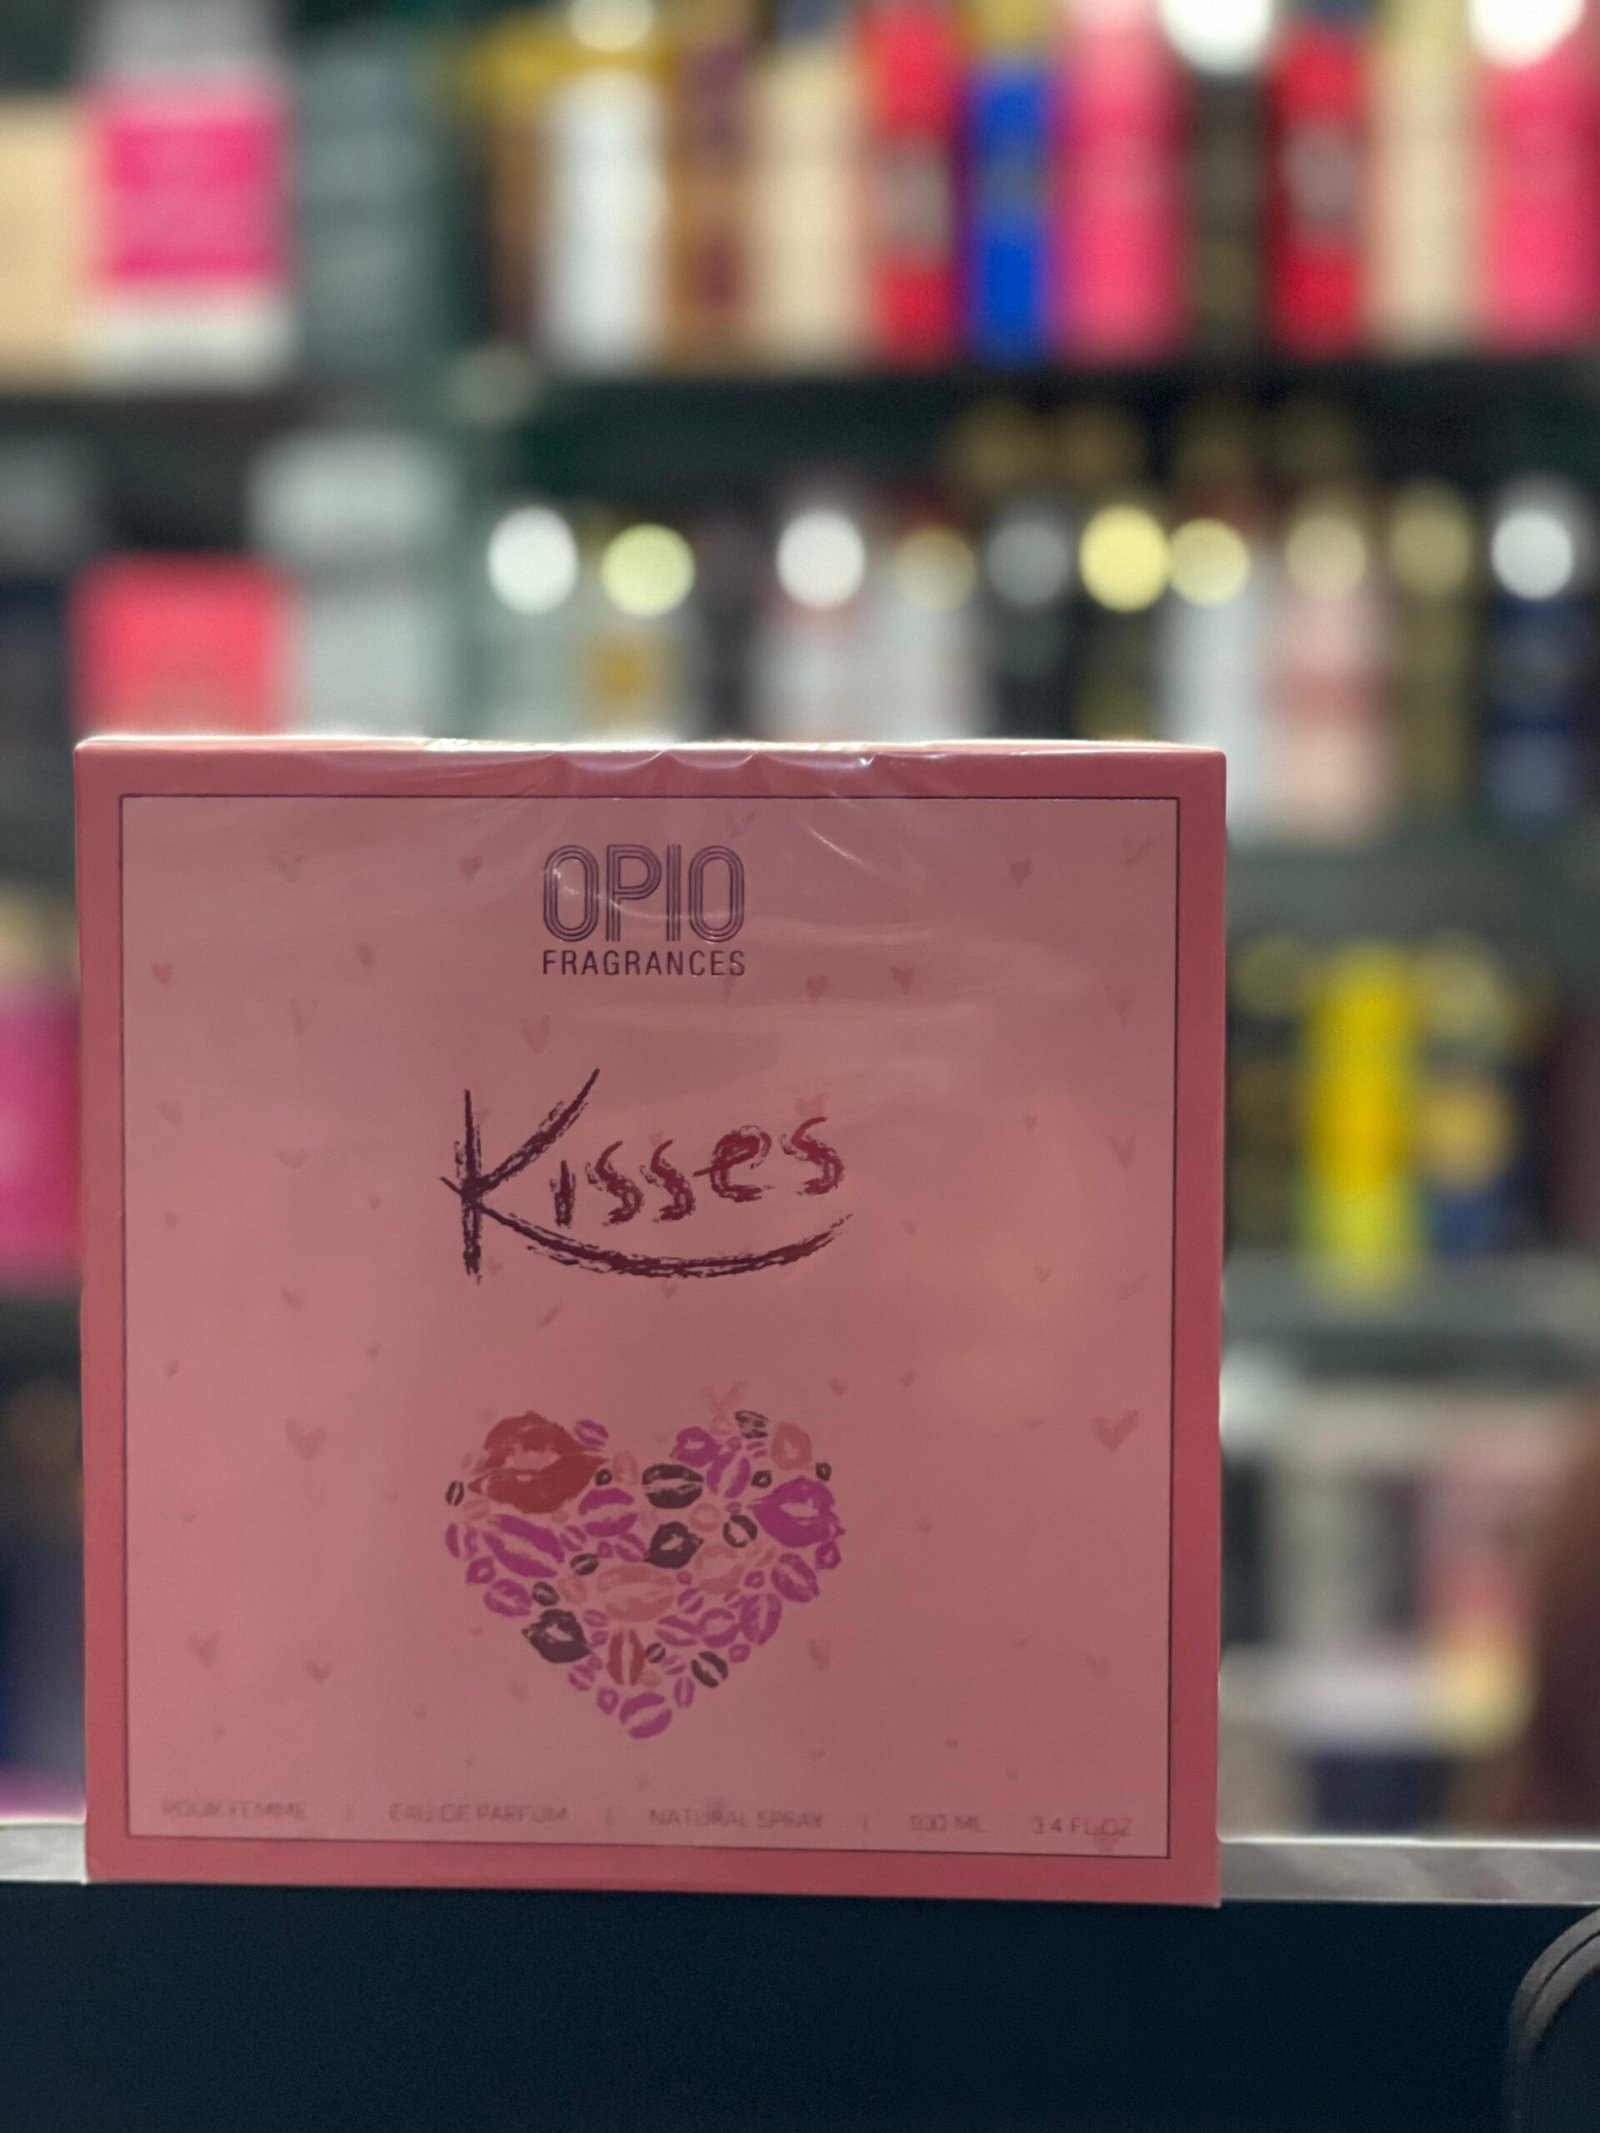 OPIO
FRAGRANCES
Kisses
POUR FEMME | EAU DE PARFUM | NATURAL SPRAY | 100 ML 3.4 FL.OZ